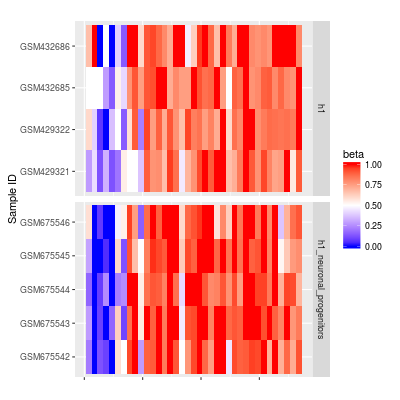 GSM432686
GSM432685
GSM429322
GSM429321
h1
GSM675546
GSM675545
GSM675544
GSM675543
GSM675542
h1_neuronal_progenitors
Sample ID
beta
1.00
0.75
0.50
0.25
0.00